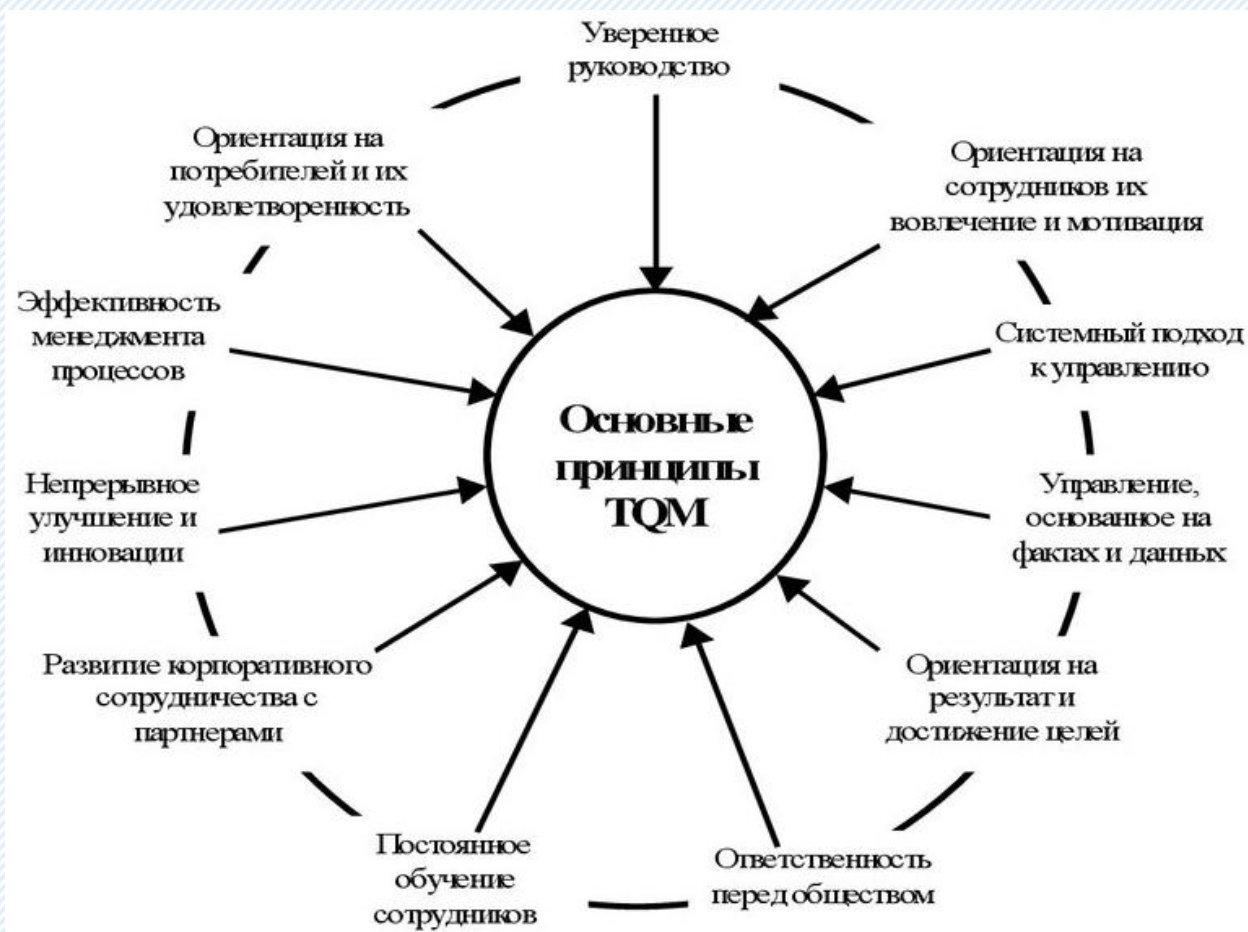 Уверенное
руководство
Ориентация на
потребителей и их
удовлетворенность
Ориентация на
сотрудников их
вовлечение и мотивация
Эффективность
менеджмента
процессов
Системный подход
к управлению
Основные
принципы
TQM
Непрерывное
улучшение и
инновации
Управление,
основанное на
фактах и данных
Развитие корпоративного
сотрудничества с
партнерами
Ориентация на
результат и
достижение целей
Постоянное
обучение
сотрудников
Ответственность
перед обществом